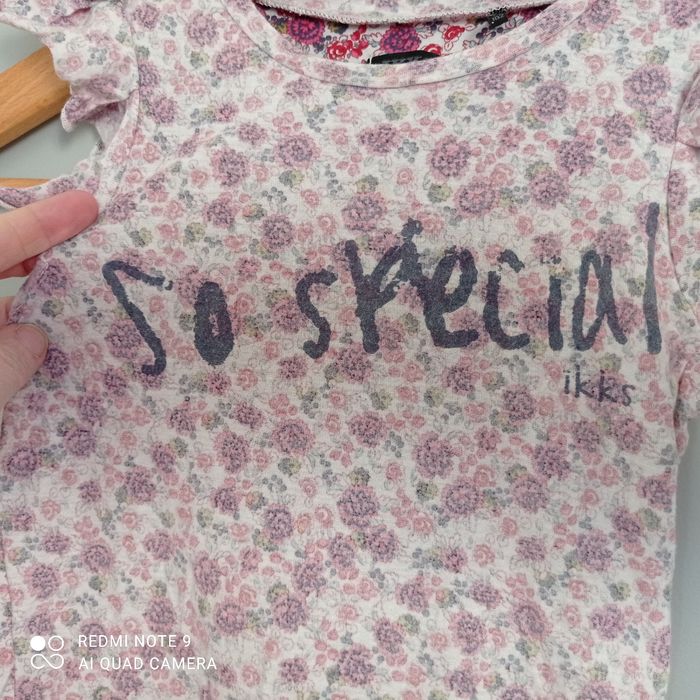 So special
ikks
REDMI NOTE 9
AI QUAD CAMERA